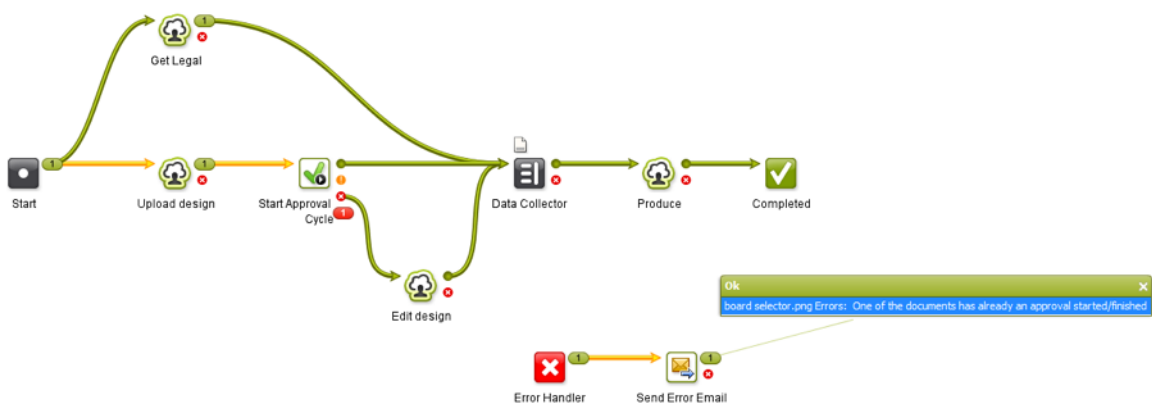 1
Get Legal
1
Start
1
Upload design
Start Approval
Cycle
1
Data Collector
Produce
Completed
Edit design
Ok
board selector.png Errors: One of the documents has already an approval started/finished
1
Error Handler
1
Send Error Email